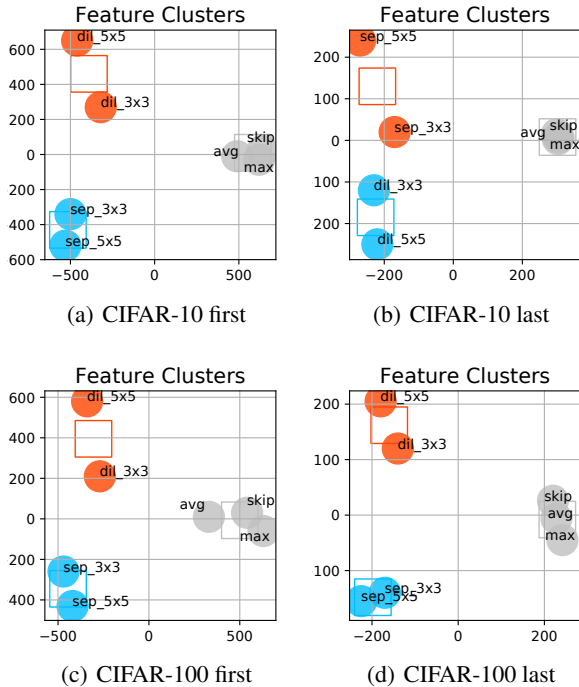 Feature Clusters
dil_5x5
600
400
dil_3x3
200
skip
avg
0
max
200
sep_3x3
400
sep_5x5
600
−500
0
500
(a) CIFAR-10 first
Feature Clusters
sep_5x5
200
100
skip
avg
sep_3x3
0
max
dil_3x3
100
200
dil_5x5
−200
0
200
(b) CIFAR-10 last
Feature Clusters
600
dil_5x5
400
dil_3x3
200
avg
skip
0
max
200
sep_3x3
400
sep_5x5
−500
0
500
(c) CIFAR-100 first
Feature Clusters
dil_5x5
200
dil_3x3
100
skip
avg
0
max
sep_3x3
100
sep_5x5
−200
0
200
(d) CIFAR-100 last